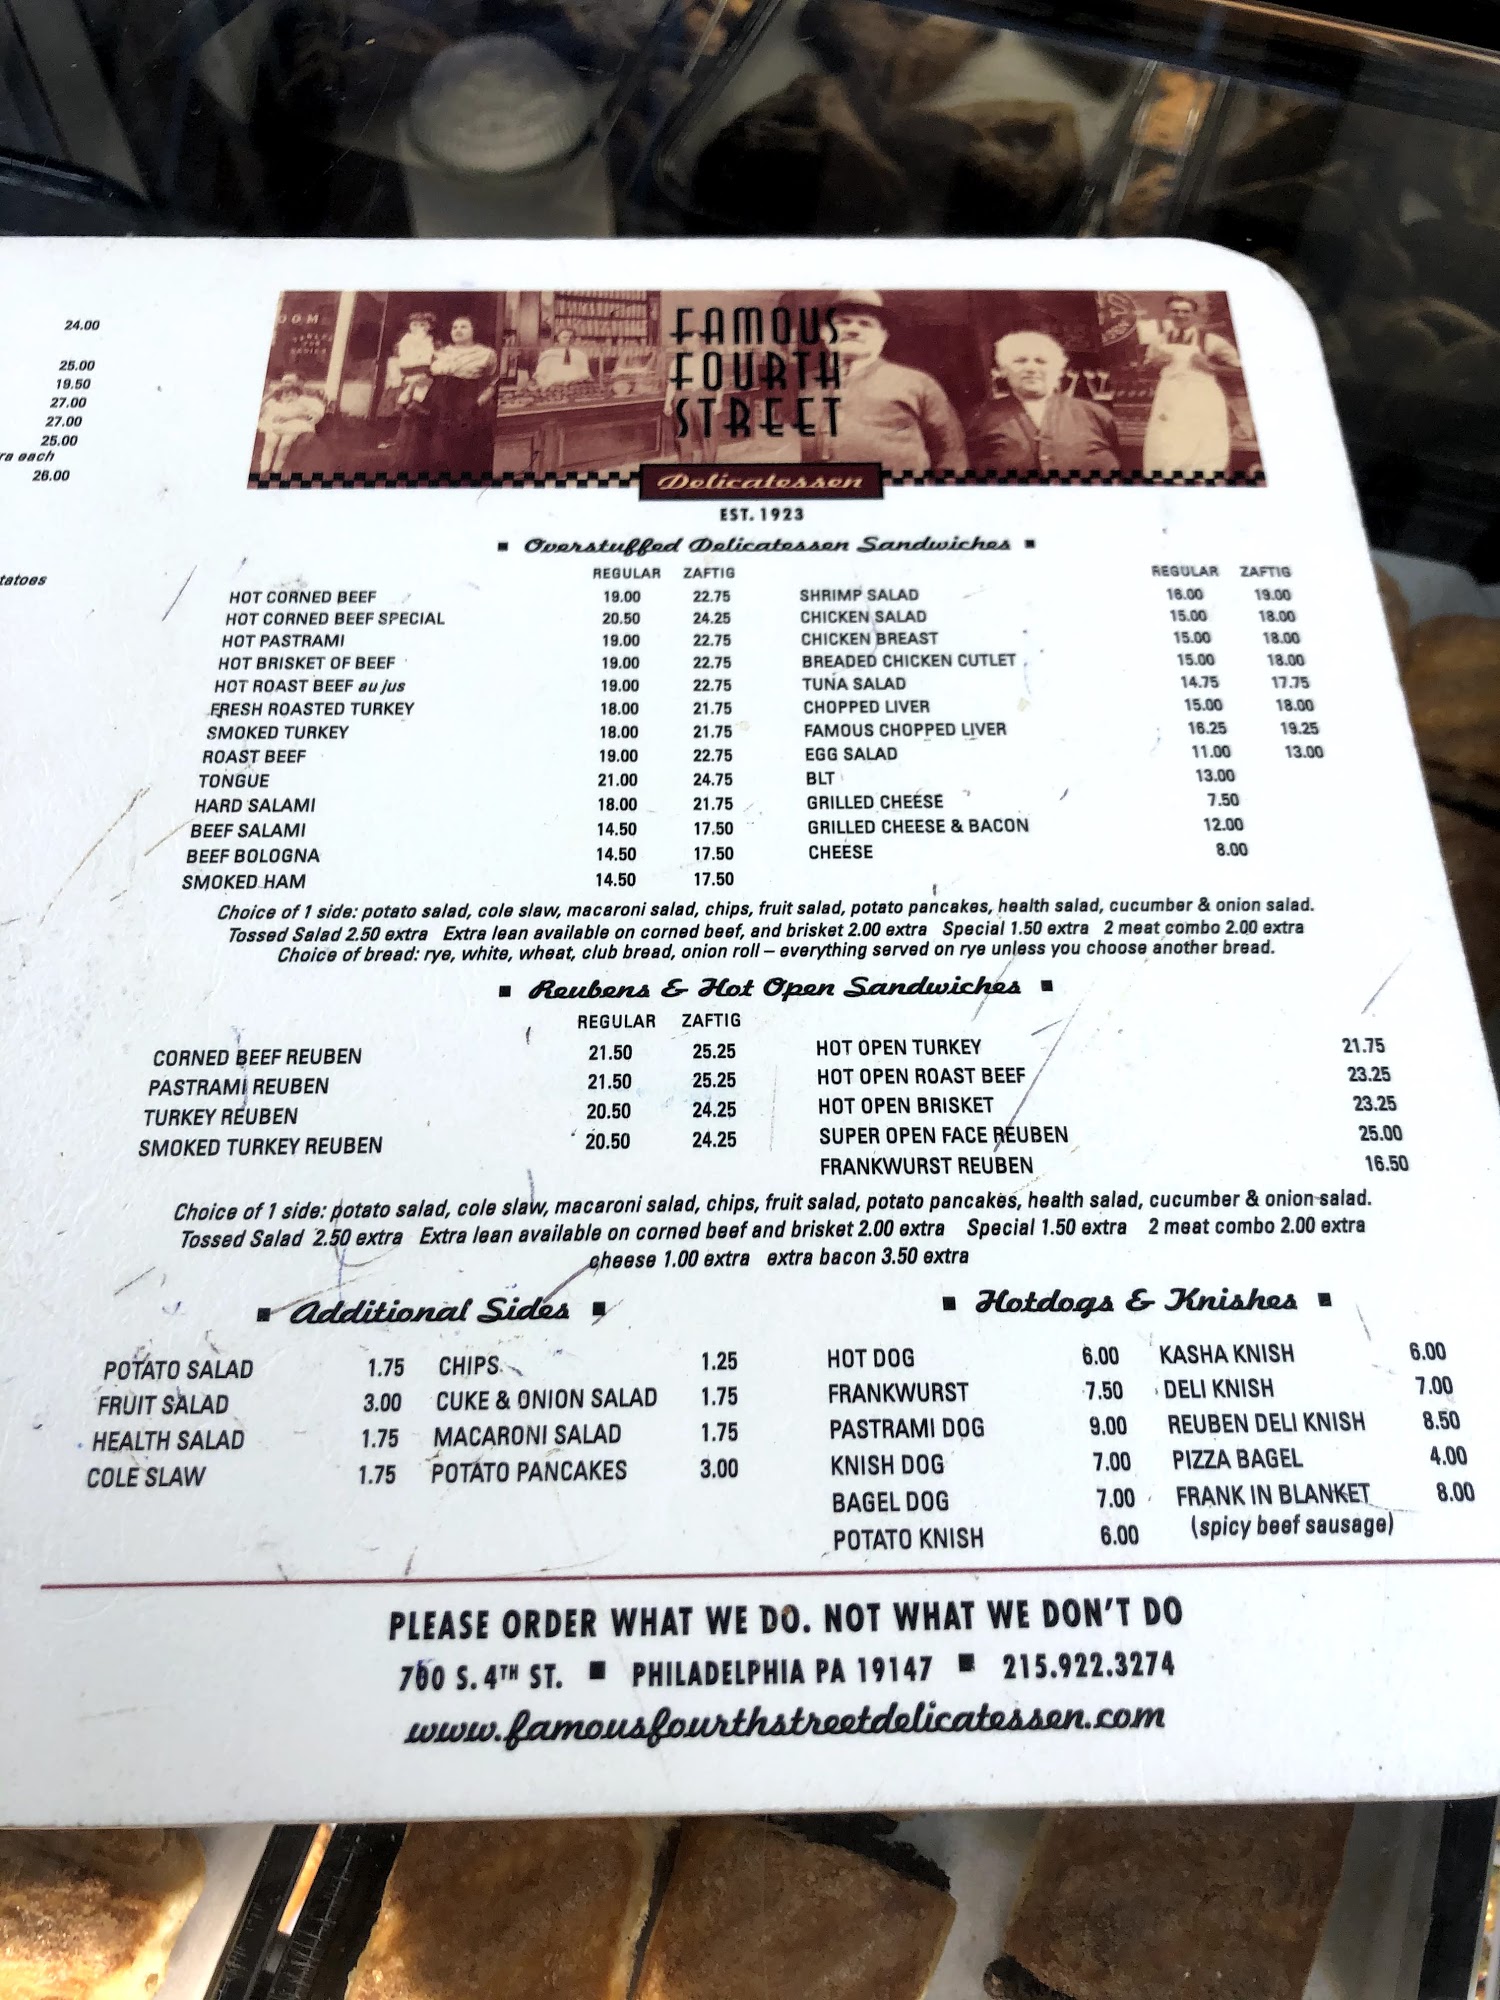 24.00
25.00
19.50
27.00
27.00
25.00
each
26.00
FAMOUS
FOURTH
STREET
Delicatessen
EST. 1923
▪ Overstuffed Delicatessen Sandwiches ▪
REGULAR ZAFTIG REGULAR ZAFTIG
HOT CORNED BEEF 19.00 22.75 SHRIMP SALAD 16.00 19.00
HOT CORNED BEEF SPECIAL 20.50 24.25 CHICKEN SALAD 15.00 18.00
HOT PASTRAMI 19.00 22.75 CHICKEN BREAST 15.00 18.00
HOT BRISKET OF BEEF 19.00 22.75 BREADED CHICKEN CUTLET 15.00 18.00
HOT ROAST BEEF au jus 19.00 22.75 TUNA SALAD 14.75 17.75
FRESH ROASTED TURKEY 18.00 21.75 CHOPPED LIVER 15.00 18.00
SMOKED TURKEY 18.00 21.75 FAMOUS CHOPPED LIVER 16.25 19.25
ROAST BEEF 19.00 22.75 EGG SALAD 11.00 13.00
TONGUE 21.00 24.75 BLT 13.00
HARD SALAMI 18.00 21.75 GRILLED CHEESE 7.50
BEEF SALAMI 14.50 17.50 GRILLED CHEESE & BACON 12.00
BEEF BOLOGNA 14.50 17.50 CHEESE 8.00
SMOKED HAM 14.50 17.50
Choice of 1 side: potato salad, cole slaw, macaroni salad, chips, fruit salad, potato pancakes, health salad, cucumber & onion salad.
Tossed Salad 2.50 extra Extra lean available on corned beef, and brisket 2.00 extra Special 1.50 extra 2 meat combo 2.00 extra
Choice of bread: rye, white, wheat, club bread, onion roll – everything served on rye unless you choose another bread.
▪ Reubens & Hot Open Sandwiches ▪
REGULAR ZAFTIG
CORNED BEEF REUBEN 21.50 25.25 HOT OPEN TURKEY 21.75
PASTRAMI REUBEN 21.50 25.25 HOT OPEN ROAST BEEF 23.25
TURKEY REUBEN 20.50 24.25 HOT OPEN BRISKET 23.25
SMOKED TURKEY REUBEN 20.50 24.25 SUPER OPEN FACE REUBEN 25.00
FRANKWURST REUBEN 16.50
Choice of 1 side: potato salad, cole slaw, macaroni salad, chips, fruit salad, potato pancakes, health salad, cucumber & onion salad.
Tossed Salad 2.50 extra Extra lean available on corned beef and brisket 2.00 extra Special 1.50 extra 2 meat combo 2.00 extra
cheese 1.00 extra extra bacon 3.50 extra
▪ Additional Sides ▪ ▪ Hotdogs & Knishes ▪
POTATO SALAD 1.75 CHIPS 1.25 HOT DOG 6.00 KASHA KNISH 6.00
FRUIT SALAD 3.00 CUKE & ONION SALAD 1.75 FRANKWURST 7.50 DELI KNISH 7.00
HEALTH SALAD 1.75 MACARONI SALAD 1.75 PASTRAMI DOG 9.00 REUBEN DELI KNISH 8.50
COLE SLAW 1.75 POTATO PANCAKES 3.00 KNISH DOG 7.00 PIZZA BAGEL 4.00
BAGEL DOG 7.00 FRANK IN BLANKET 8.00
POTATO KNISH 6.00 (spicy beef sausage)
PLEASE ORDER WHAT WE DO. NOT WHAT WE DON'T DO
700 S. 4TH ST. ▪ PHILADELPHIA PA 19147 ▪ 215.922.3274
www.famousfourthstreetdelicatessen.com